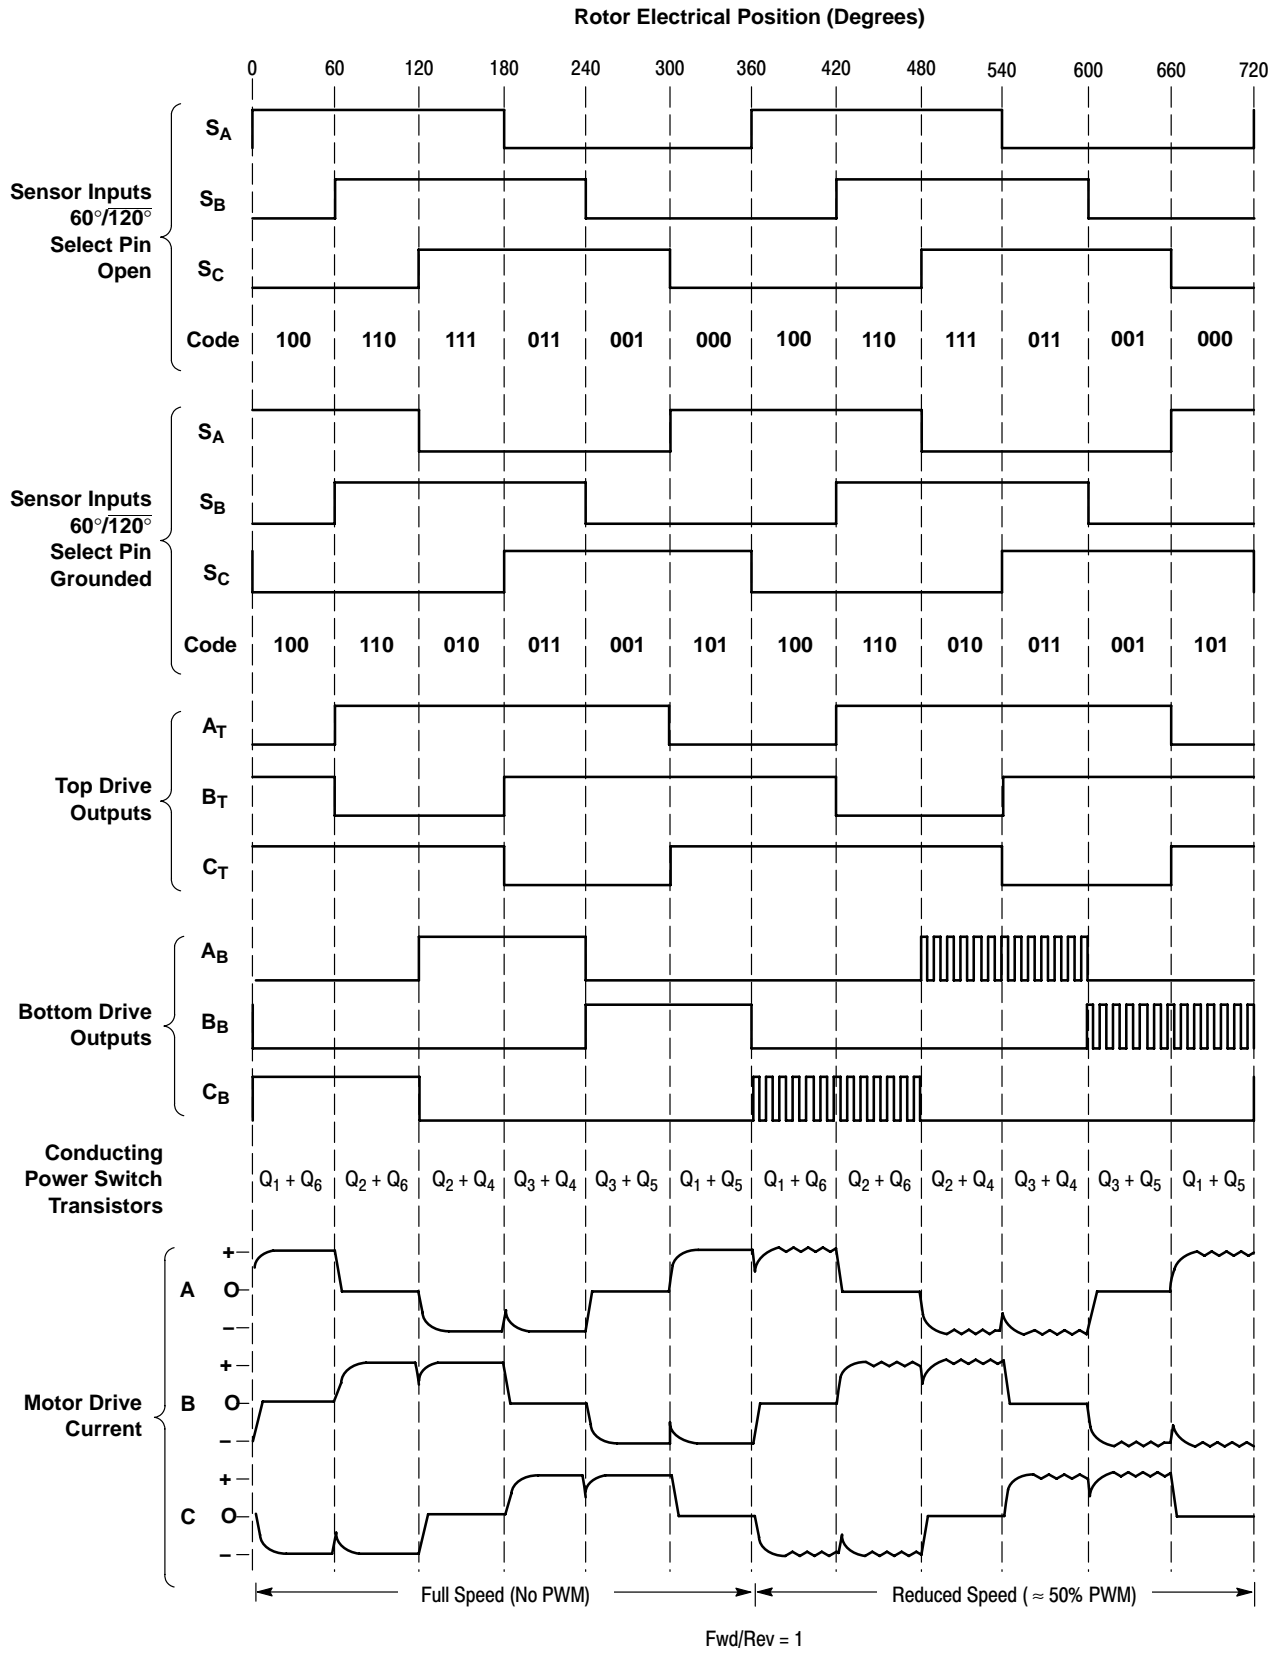 Rotor Electrical Position (Degrees)
0 60 120 180 240 300 360 420 480 540 600 660 720
Sensor Inputs
60°/120°
Select Pin
Open
SA
SB
SC
Code 100 110 111 011 001 000 100 110 111 011 001 000
Sensor Inputs
60°/120°
Select Pin
Grounded
SA
SB
SC
Code 100 110 010 011 001 101 100 110 010 011 001 101
Top Drive
Outputs
AT
BT
CT
Bottom Drive
Outputs
AB
BB
CB
Conducting
Power Switch
Transistors
Q1 + Q6 Q2 + Q6 Q2 + Q4 Q3 + Q4 Q3 + Q5 Q1 + Q5 Q1 + Q6 Q2 + Q6 Q2 + Q4 Q3 + Q4 Q3 + Q5 Q1 + Q5
Motor Drive
Current
+
A O
−
+
B O
−
+
C O
−
Full Speed (No PWM) Reduced Speed ( ≈ 50% PWM)
Fwd/Rev = 1